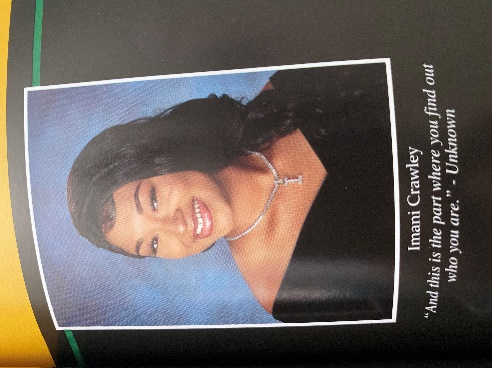 Imani Crawley
"And this is the part where you find out
who you are." - Unknown